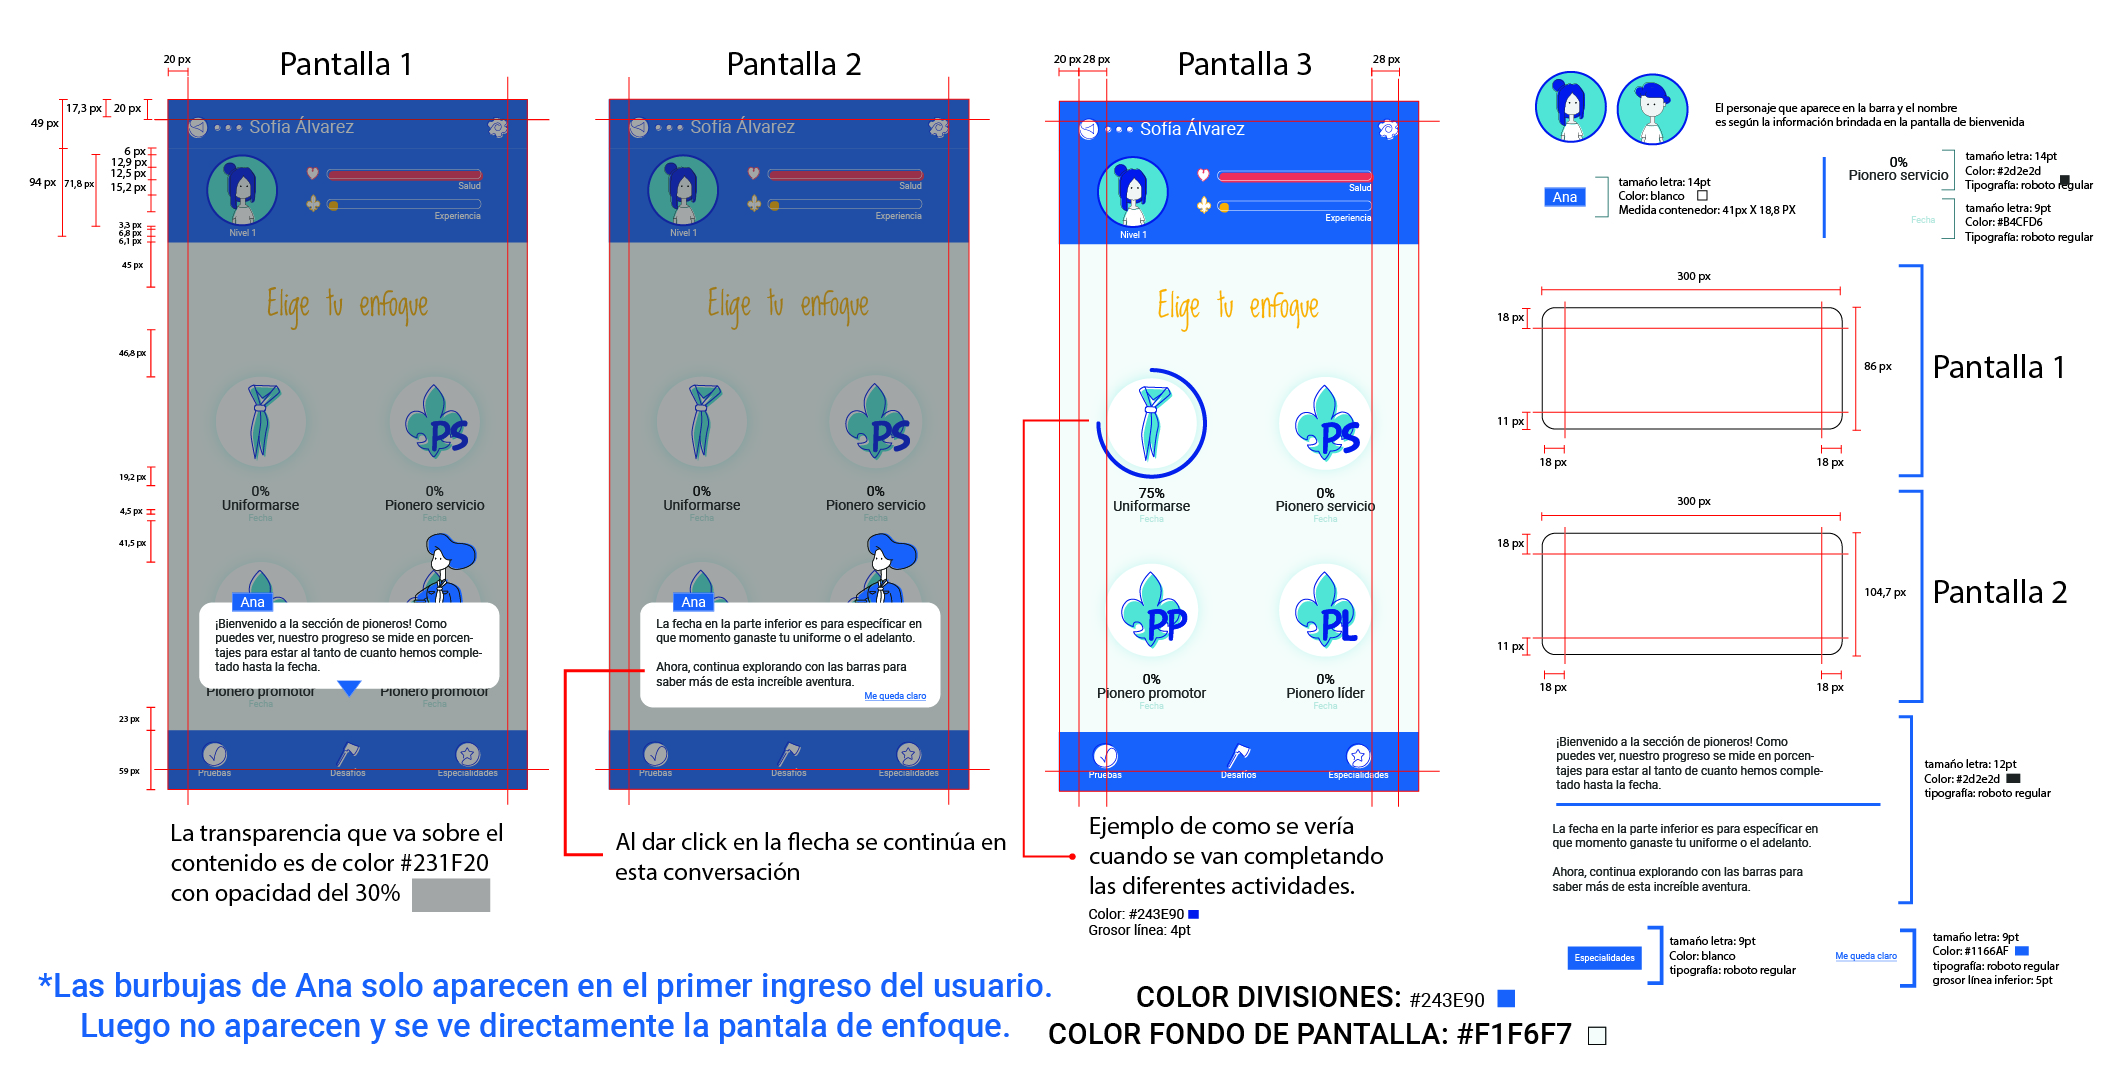 Pantalla 1
20 px
49 px
17,3 px
20 px
94 px
71,8 px
6 px
12,9 px
12,5 px
15,2 px
3,3 px
6,8 px
6,1 px
45 px
46,8 px
19,2 px
4,5 px
41,5 px
23 px
59 px
Sofía Álvarez
Salud
Experiencia
Nivel 1
Elige tu enfoque
PS
0%
Uniformarse
Fecha
0%
Pionero servicio
Fecha
Ana
¡Bienvenido a la sección de pioneros! Como
puedes ver, nuestro progreso se mide en porcen-
tajes para estar al tanto de cuanto hemos comple-
tado hasta la fecha.
Pionero promotor
Fecha
Pionero promotor
Fecha
Pruebas
Desafíos
Especialidades
La transparencia que va sobre el
contenido es de color #231F20
con opacidad del 30%
Pantalla 2
Sofía Álvarez
Salud
Experiencia
Nivel 1
Elige tu enfoque
PS
0%
Uniformarse
Fecha
0%
Pionero servicio
Fecha
Ana
La fecha en la parte inferior es para específicar en
que momento ganaste tu uniforme o el adelanto.
Ahora, continua explorando con las barras para
saber más de esta increíble aventura.
Me queda claro
Pruebas
Desafíos
Especialidades
Al dar click en la flecha se continúa en
esta conversación
Pantalla 3
20 px
28 px
28 px
Sofía Álvarez
Salud
Experiencia
Nivel 1
Elige tu enfoque
PS
75%
Uniformarse
Fecha
0%
Pionero servicio
Fecha
PP
PL
0%
Pionero promotor
Fecha
0%
Pionero líder
Fecha
Pruebas
Desafíos
Especialidades
Ejemplo de como se vería
cuando se van completando
las diferentes actividades.
Color: #243E90
Grosor línea: 4pt
El personaje que aparece en la barra y el nombre
es según la información brindada en la pantalla de bienvenida
Ana
tamaño letra: 14pt
Color: blanco
Medida contenedor: 41px X 18,8 PX
0%
Pionero servicio
tamaño letra: 14pt
Color: #2d2e2d
Tipografía: roboto regular
Fecha
tamaño letra: 9pt
Color: #B4CFD6
Tipografía: roboto regular
300 px
18 px
86 px
11 px
18 px
18 px
Pantalla 1
300 px
18 px
104,7 px
11 px
18 px
18 px
Pantalla 2
¡Bienvenido a la sección de pioneros! Como
puedes ver, nuestro progreso se mide en porcen-
tajes para estar al tanto de cuanto hemos comple-
tado hasta la fecha.
La fecha en la parte inferior es para específicar en
que momento ganaste tu uniforme o el adelanto.
Ahora, continua explorando con las barras para
saber más de esta increíble aventura.
tamaño letra: 12pt
Color: #2d2e2d
tipografía: roboto regular
Especialidades
tamaño letra: 9pt
Color: blanco
tipografía: roboto regular
Me queda claro
tamaño letra: 9pt
Color: #1166AF
tipografía: roboto regular
grosor línea inferior: 5pt
*Las burbujas de Ana solo aparecen en el primer ingreso del usuario.
Luego no aparecen y se ve directamente la pantala de enfoque.
COLOR DIVISIONES: #243E90
COLOR FONDO DE PANTALLA: #F1F6F7